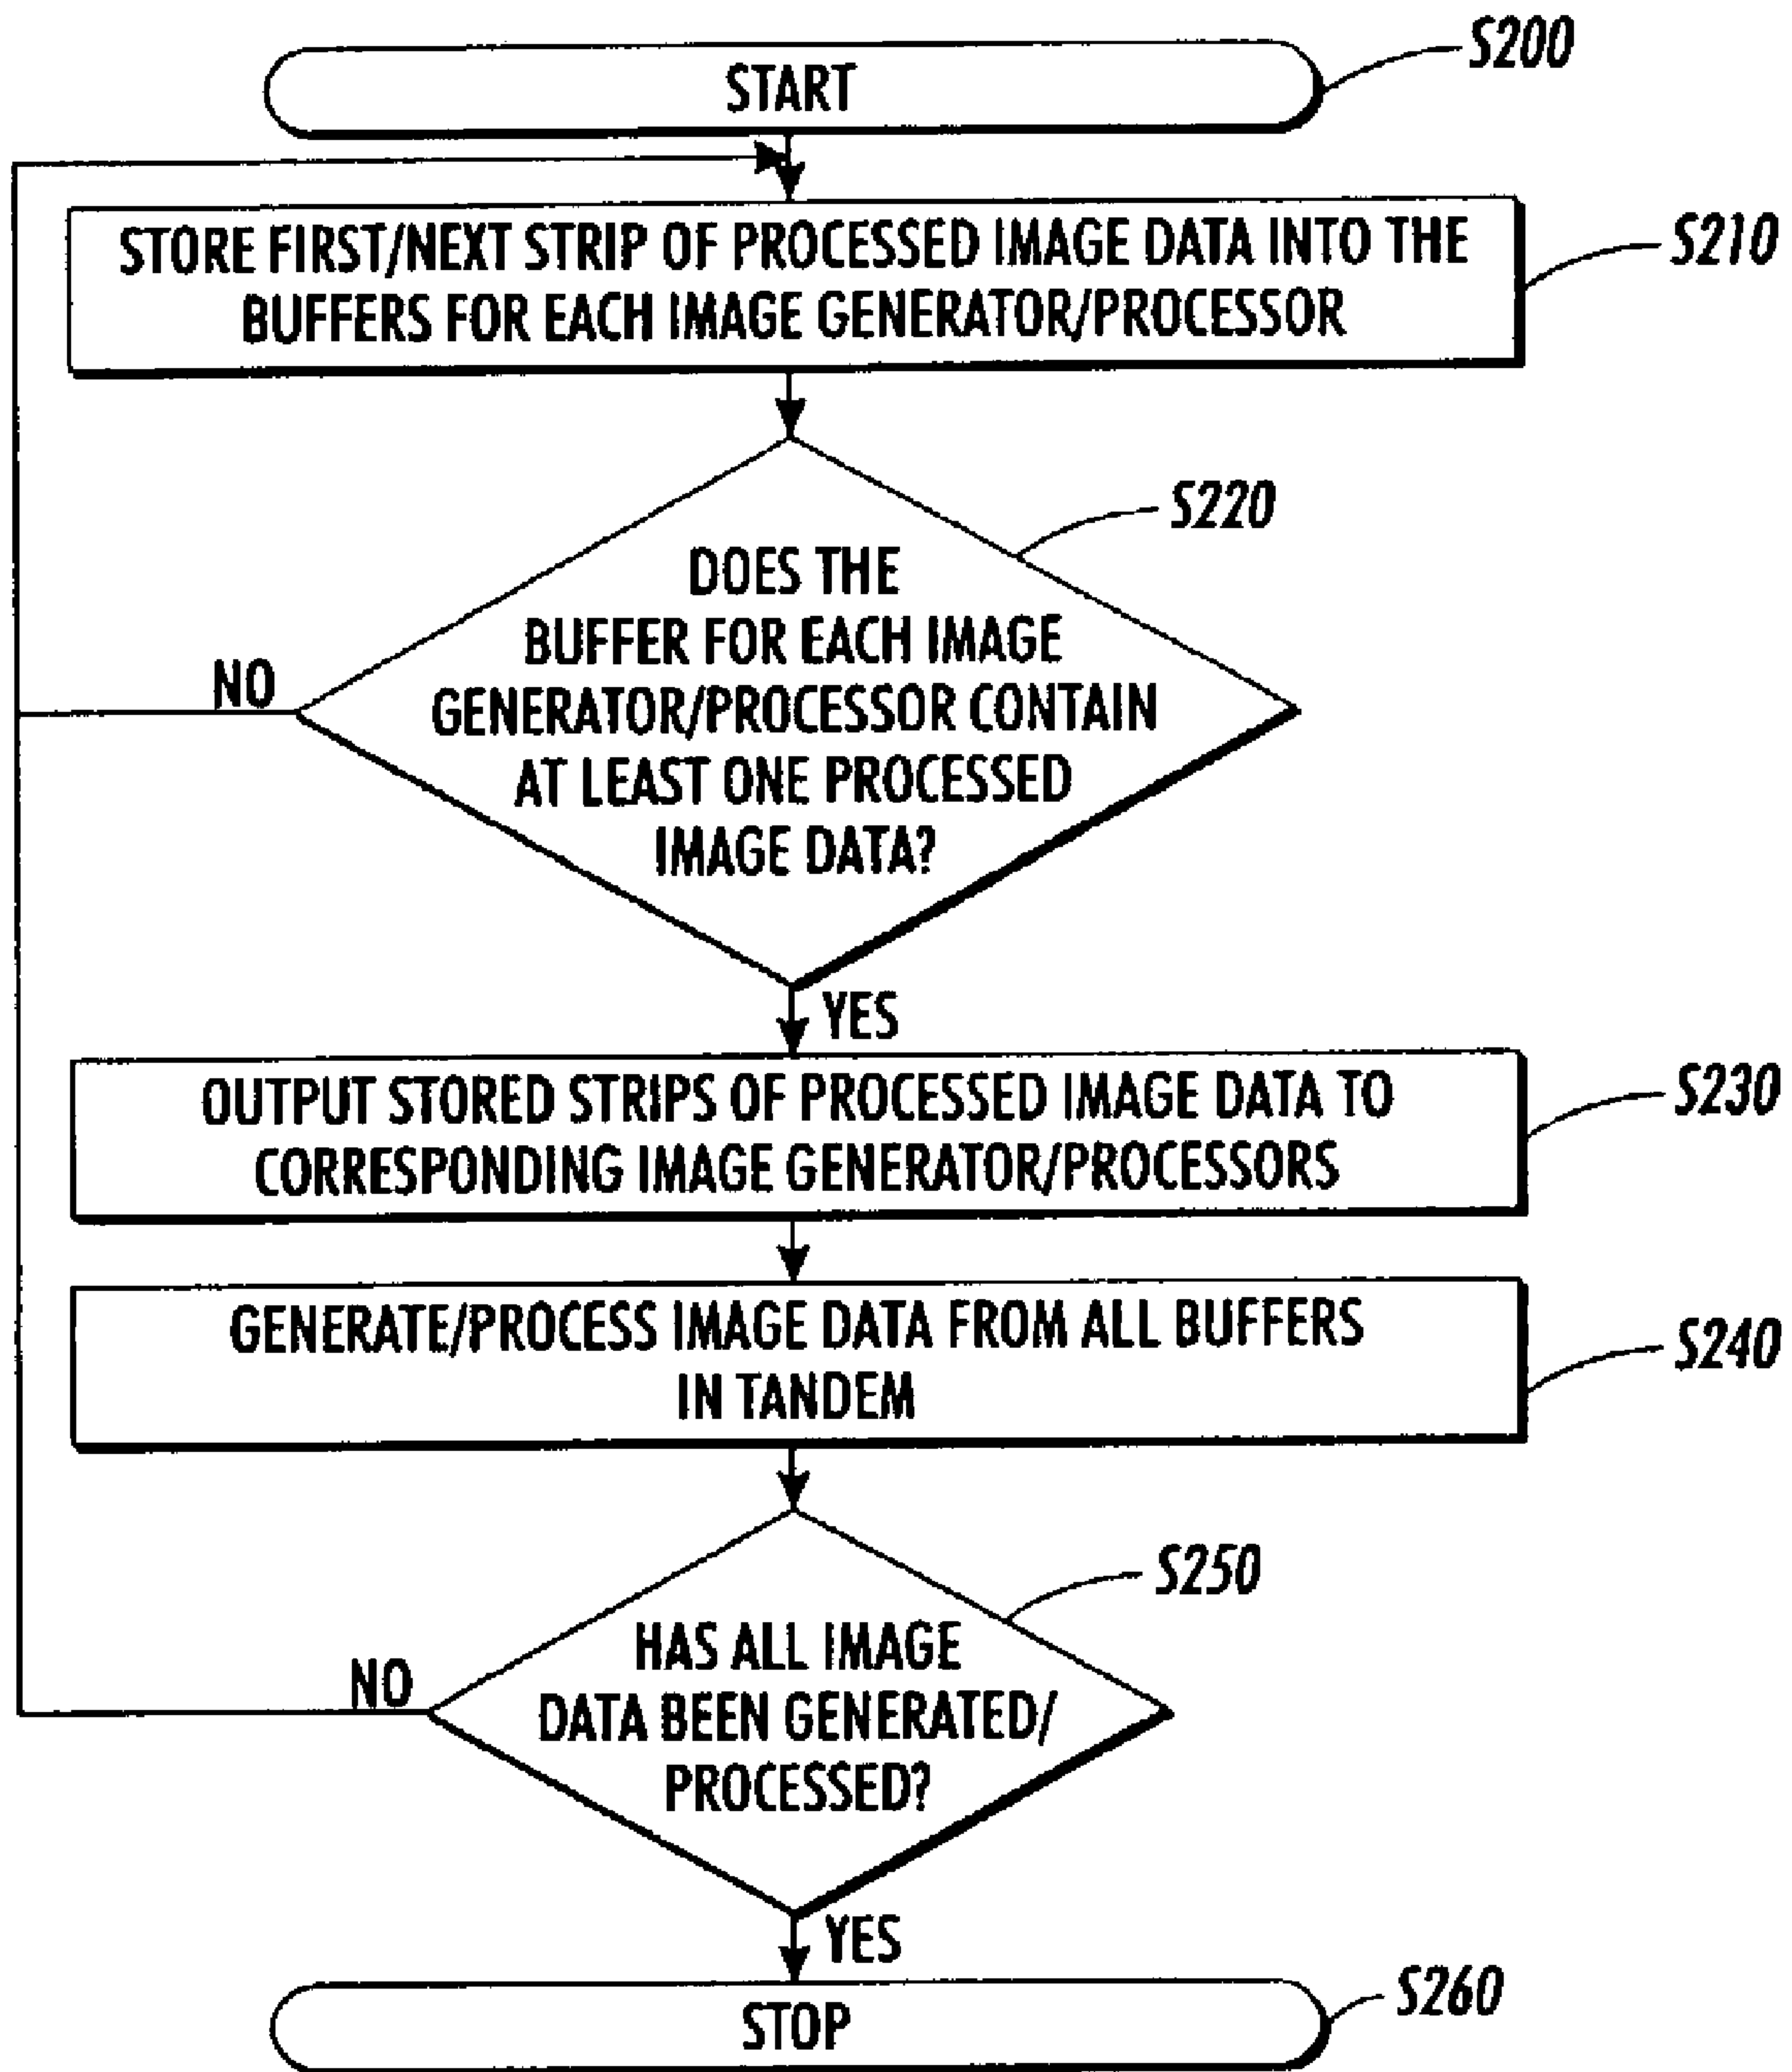 START
S200
STORE FIRST/NEXT STRIP OF PROCESSED IMAGE DATA INTO THE
BUFFERS FOR EACH IMAGE GENERATOR/PROCESSOR
S210
S220
DOES THE
BUFFER FOR EACH IMAGE
GENERATOR/PROCESSOR CONTAIN
AT LEAST ONE PROCESSED
IMAGE DATA?
NO
YES
OUTPUT STORED STRIPS OF PROCESSED IMAGE DATA TO
CORRESPONDING IMAGE GENERATOR/PROCESSORS
S230
GENERATE/PROCESS IMAGE DATA FROM ALL BUFFERS
IN TANDEM
S240
S250
HAS ALL IMAGE
DATA BEEN GENERATED/
PROCESSED?
NO
YES
STOP
S260